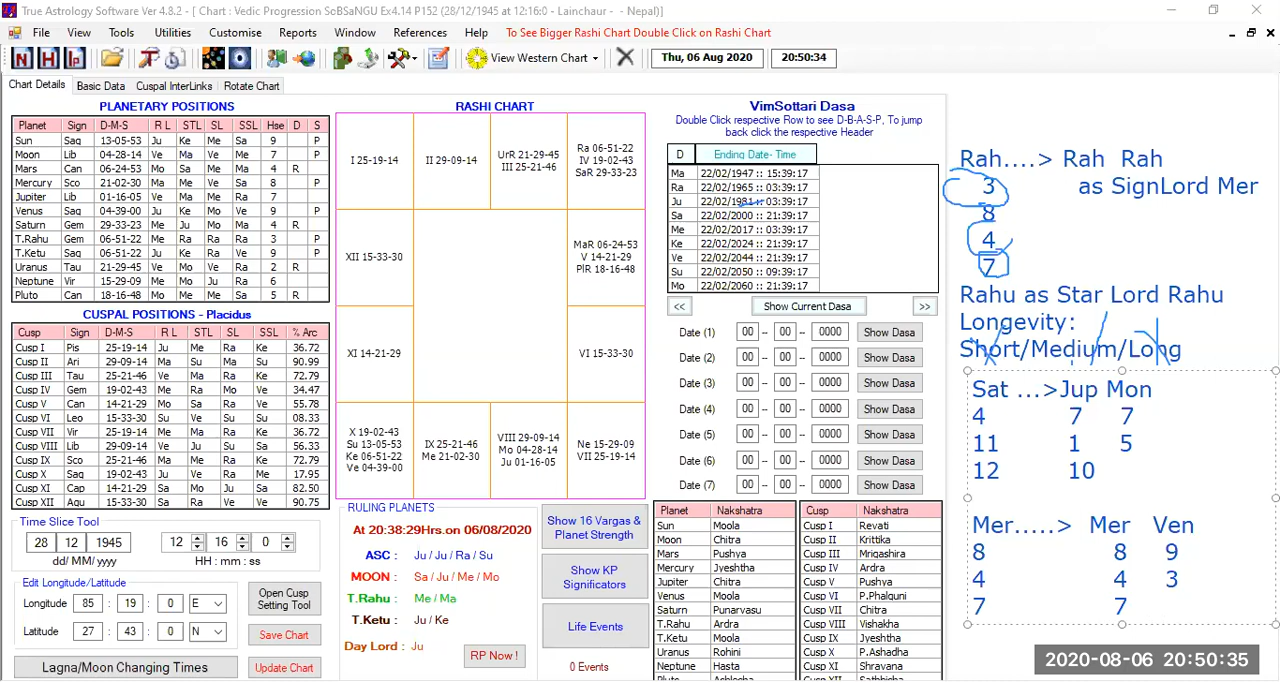 True Astrology Software Ver 4.8.2 - [ Chart : Vedic Progression SoBSaNGU Ex4.14 P152 (28/12/1945 at 12:16:0 - Lainchaur - - Nepal)]
File View Tools Utilities Customise Reports Window References Help To See Bigger Rashi Chart Double Click on Rashi Chart
N H Ip View Western Chart Thu, 06 Aug 2020 20:50:34
Chart Details Basic Data Cuspal InterLinks Rotate Chart
PLANETARY POSITIONS
Planet Sign D-M-S R L STL SL SSL Hse D S
Sun Sag 13-05-53 Ju Ke Me Sa 9 P
Moon Lib 04-28-14 Ve Ma Ve Me 7 P
Mars Can 06-24-53 Mo Sa Me Ma 4 R
Mercury Sco 21-02-30 Ma Me Ve Sa 8 P
Jupiter Lib 01-16-05 Ve Ma Me Ra 7
Venus Sag 04-39-00 Ju Ke Mo Ve 9 P
Saturn Gem 29-33-23 Me Ju Mo Ma 4 R
T.Rahu Gem 06-51-22 Me Ra Ra Ra 3 P
T.Ketu Sag 06-51-22 Ju Ke Ra Ve 9 P
Uranus Tau 21-29-45 Ve Mo Ve Ra 2 R
Neptune Vir 15-29-09 Me Mo Ju Ra 6
Pluto Can 18-16-48 Mo Me Me Sa 5 R
CUSPAL POSITIONS - Placidus
Cusp Sign D-M-S R L STL SL SSL % Arc
Cusp I Pis 25-19-14 Ju Me Ra Ke 36.72
Cusp II Ari 29-09-14 Ma Su Ma Su 90.99
Cusp III Tau 25-21-46 Ve Ma Ra Ke 72.79
Cusp IV Gem 19-02-43 Me Ra Mo Ve 34.47
Cusp V Can 14-21-29 Mo Sa Ra Ve 55.78
Cusp VI Leo 15-33-30 Su Ve Su Su 08.33
Cusp VII Vir 25-19-14 Me Ma Ra Ke 36.72
Cusp VIII Lib 29-09-14 Ve Ju Su Sa 56.33
Cusp IX Sco 25-21-46 Ma Me Ra Ke 72.79
Cusp X Sag 19-02-43 Ju Ve Ra Me 17.95
Cusp XI Cap 14-21-29 Sa Mo Ju Sa 82.50
Cusp XII Aqu 15-33-30 Sa Ra Ve Ve 90.75
Time Slice Tool
28 12 1945 12 16 0
dd/ MM/ yyyy HH : mm : ss
Edit Longitude/Latitude
Longitude 85 : 19 : 0 E
Latitude 27 : 43 : 0 N
Open Cusp Setting Tool
Save Chart
Lagna/Moon Changing Times Update Chart
RASHI CHART
I 25-19-14
II 29-09-14
UrR 21-29-45
III 25-21-46
Ra 06-51-22
IV 19-02-43
SaR 29-33-23
XII 15-33-30
MaR 06-24-53
V 14-21-29
PlR 18-16-48
XI 14-21-29
VI 15-33-30
X 19-02-43
Su 13-05-53
Ke 06-51-22
Ve 04-39-00
IX 25-21-46
Me 21-02-30
VIII 29-09-14
Mo 04-28-14
Ju 01-16-05
Ne 15-29-09
VII 25-19-14
RULING PLANETS
At 20:38:29Hrs.on 06/08/2020
ASC : Ju / Ju / Ra / Su
MOON : Sa / Ju / Me / Mo
T.Rahu : Me / Ma
T.Ketu : Ju / Ke
Day Lord : Ju
RP Now !
Show 16 Vargas & Planet Strength
Show KP Significators
Life Events
0 Events
VimSottari Dasa
Double Click respective Row to see D-B-A-S-P, To jump
back click the respective Header
D Ending Date- Time
Ma 22/02/1947 :: 15:39:17
Ra 22/02/1965 :: 03:39:17
Ju 22/02/1981 :: 03:39:17
Sa 22/02/2000 :: 21:39:17
Me 22/02/2017 :: 03:39:17
Ke 22/02/2024 :: 21:39:17
Ve 22/02/2044 :: 21:39:17
Su 22/02/2050 :: 09:39:17
Mo 22/02/2060 :: 21:39:17
<< Show Current Dasa >>
Date (1) 00 -- 00 -- 0000 Show Dasa
Date (2) 00 -- 00 -- 0000 Show Dasa
Date (3) 00 -- 00 -- 0000 Show Dasa
Date (4) 00 -- 00 -- 0000 Show Dasa
Date (5) 00 -- 00 -- 0000 Show Dasa
Date (6) 00 -- 00 -- 0000 Show Dasa
Date (7) 00 -- 00 -- 0000 Show Dasa
Planet Nakshatra
Sun Moola
Moon Chitra
Mars Pushya
Mercury Jyeshtha
Jupiter Chitra
Venus Moola
Saturn Punarvasu
T.Rahu Ardra
T.Ketu Moola
Uranus Rohini
Neptune Hasta
Cusp Nakshatra
Cusp I Revati
Cusp II Krittika
Cusp III Mrigashira
Cusp IV Ardra
Cusp V Pushya
Cusp VI P.Phalguni
Cusp VII Chitra
Cusp VIII Vishakha
Cusp IX Jyeshtha
Cusp X P.Ashadha
Cusp XI Shravana
Rah....> Rah Rah
3 as SignLord Mer
8
4
7
Rahu as Star Lord Rahu
Longevity:
Short/Medium/Long
Sat ...>Jup Mon
4 7 7
11 1 5
12 10
Mer.....> Mer Ven
8 8 9
4 4 3
7 7
2020-08-06 20:50:35